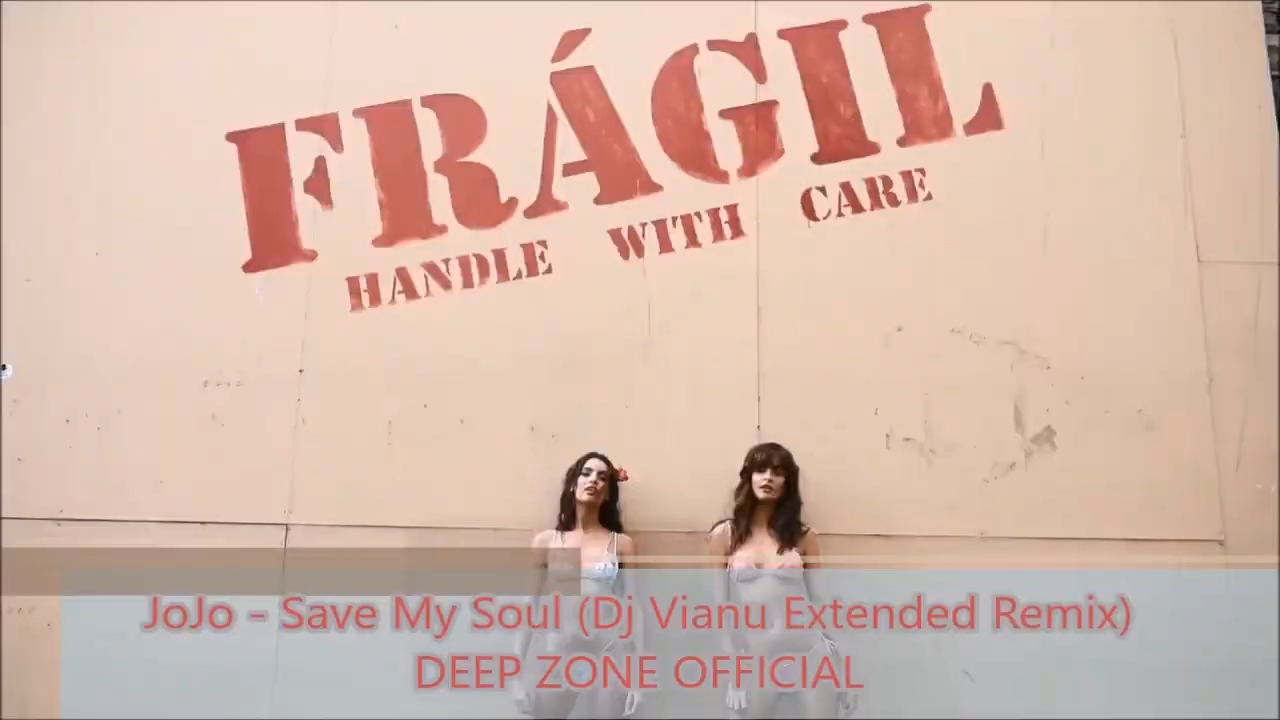 FRÁGIL
HANDLE WITH CARE
JoJo - Save My Soul (Dj Vianu Extended Remix)
DEEP ZONE OFFICIAL